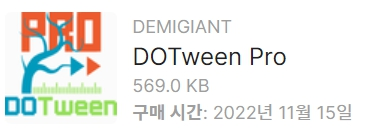 PRO
DOTween
DEMIGIANT
DOTween Pro
569.0 KB
구매 시간: 2022년 11월 15일